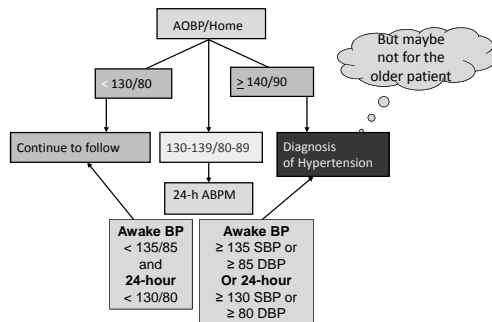 AOBP/Home
But maybe
not for the
older patient
< 130/80
≥ 140/90
Continue to follow
130-139/80-89
Diagnosis
of Hypertension
24-h ABPM
Awake BP
< 135/85
and
24-hour
< 130/80
Awake BP
≥ 135 SBP or
≥ 85 DBP
Or 24-hour
≥ 130 SBP or
≥ 80 DBP